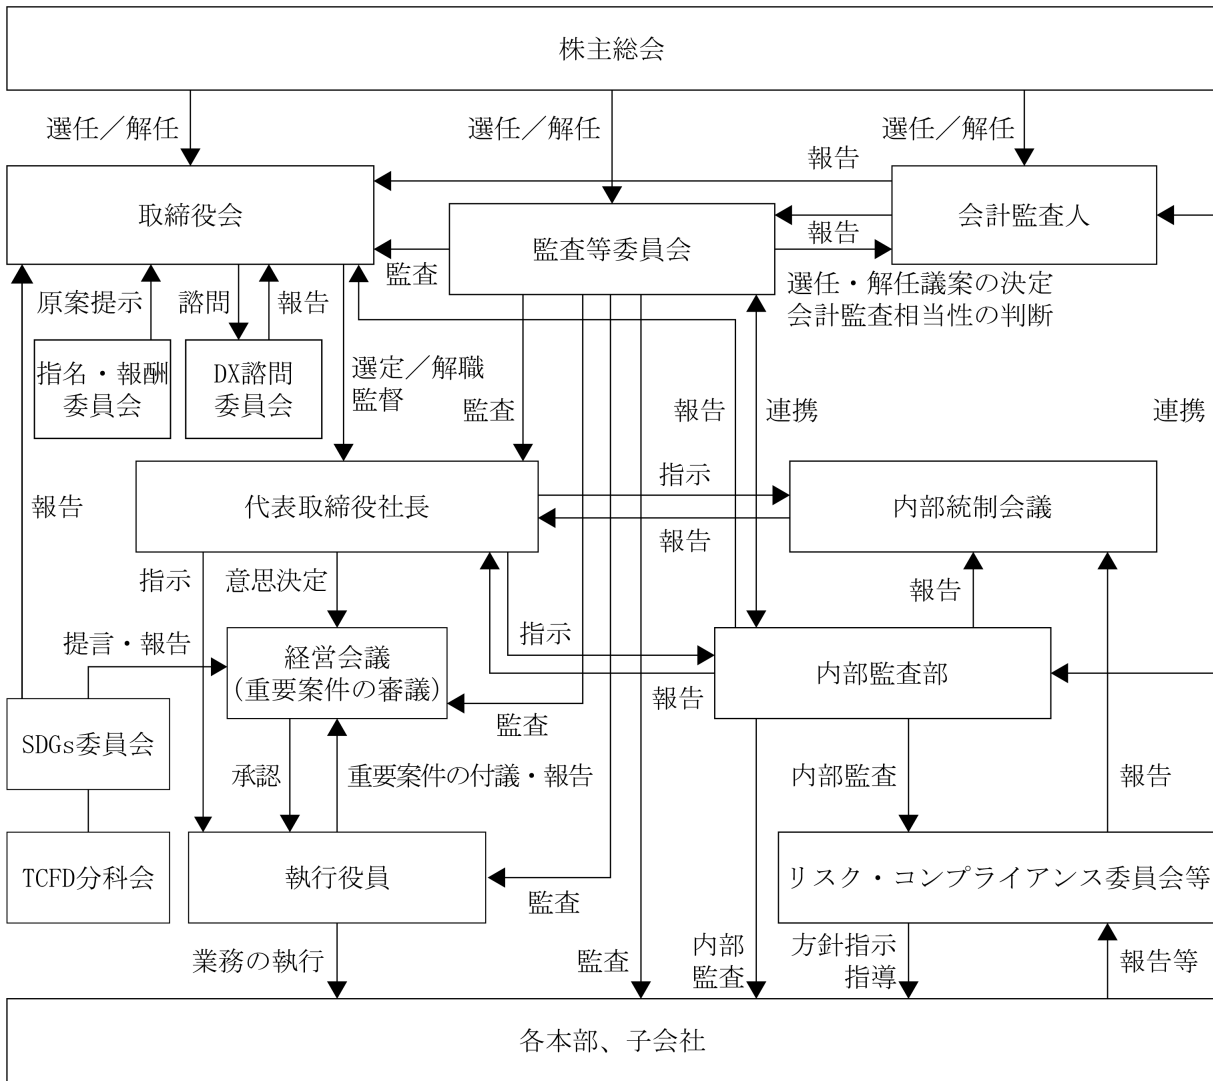 株主総会
選任／解任
選任／解任
選任／解任
報告
取締役会
監査等委員会
会計監査人
監査
報告
選任・解任議案の決定
会計監査相当性の判断
原案提示
諮問
報告
指名・報酬
委員会
DX諮問
委員会
選定／解職
監督
監査
報告
連携
連携
報告
代表取締役社長
指示
報告
内部統制会議
指示
意思決定
指示
報告
提言・報告
経営会議
(重要案件の審議)
監査
報告
内部監査部
SDGs委員会
承認
重要案件の付議・報告
内部監査
報告
TCFD分科会
執行役員
監査
リスク・コンプライアンス委員会等
業務の執行
監査
内部
監査
方針指示
指導
報告等
各本部、子会社